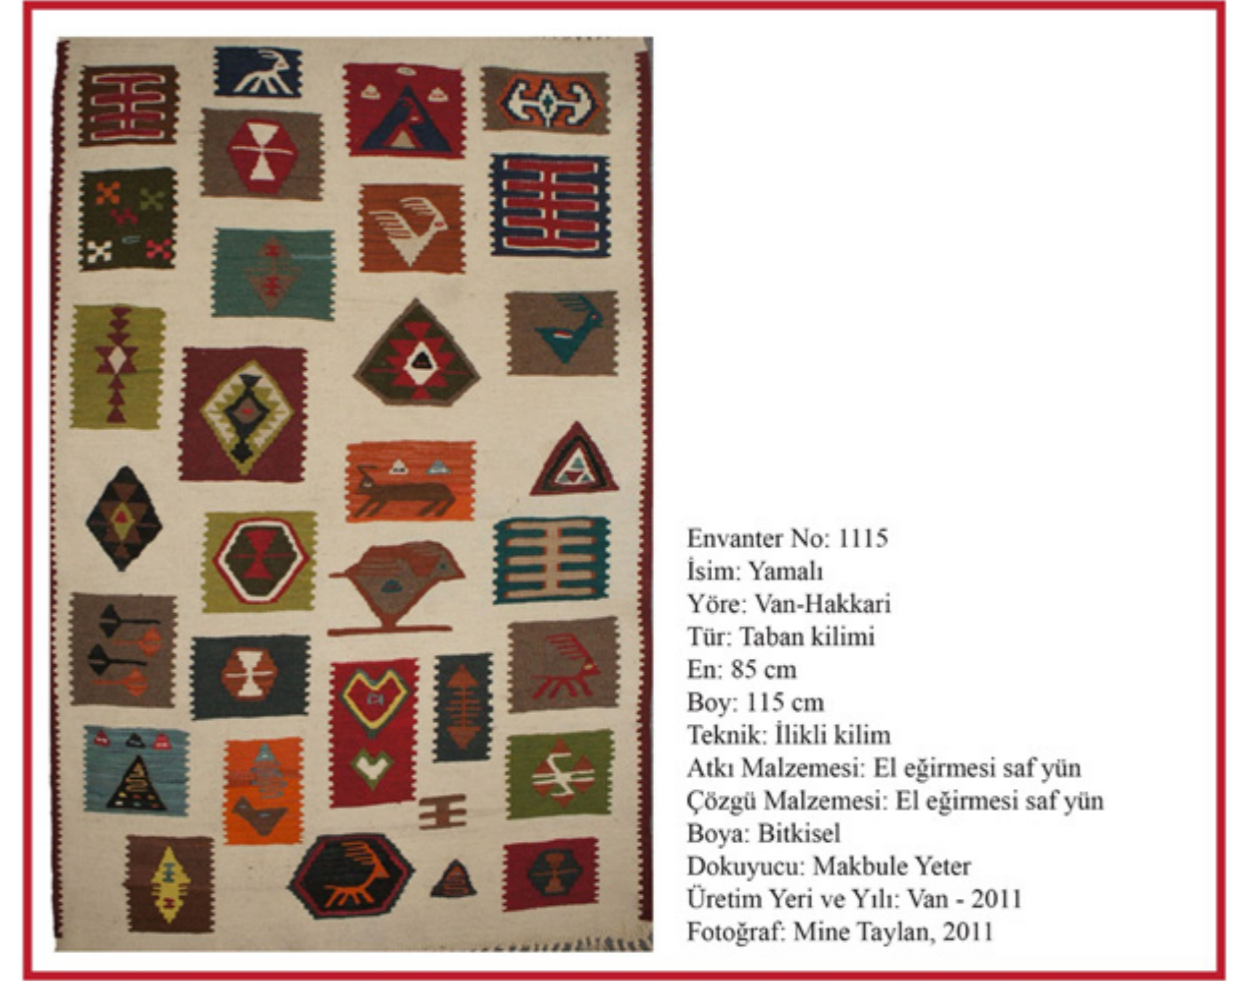 Envanter No: 1115
İsim: Yamalı
Yöre: Van-Hakkari
Tür: Taban kilimi
En: 85 cm
Boy: 115 cm
Teknik: İlikli kilim
Atkı Malzemesi: El eğirmesi saf yün
Çözgü Malzemesi: El eğirmesi saf yün
Boya: Bitkisel
Dokuyucu: Makbule Yeter
Üretim Yeri ve Yılı: Van - 2011
Fotoğraf: Mine Taylan, 2011